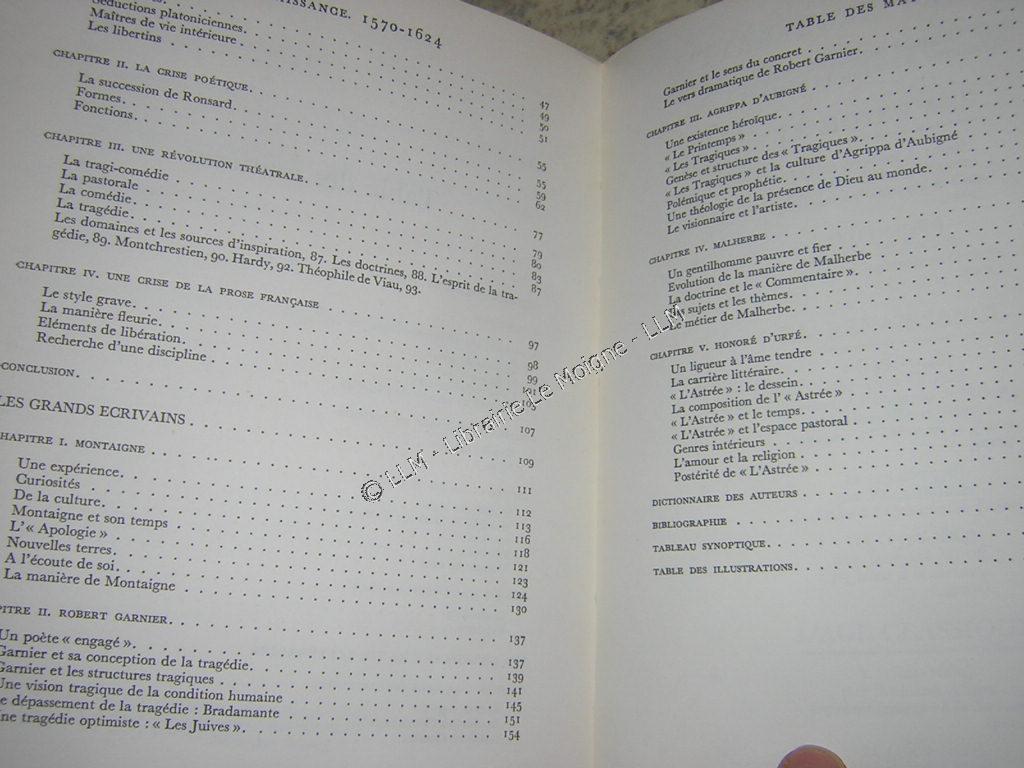 ISSANCE. 1570-1624
Séductions platoniciennes.
Maîtres de vie intérieure.
Les libertins
CHAPITRE II. LA CRISE POÉTIQUE. 47
La succession de Ronsard. 49
Formes. 50
Fonctions. 51
CHAPITRE III. UNE RÉVOLUTION THÉATRALE. 55
La tragi-comédie
La pastorale
La comédie.
La tragédie.
Les domaines et les sources d'inspiration, 87. Les doctrines, 88. L'esprit de la tra-
gédie, 89. Montchrestien, 90. Hardy, 92. Théophile de Viau, 93.
CHAPITRE IV. UNE CRISE DE LA PROSE FRANÇAISE 97
Le style grave. 98
La manière fleurie. 99
Eléments de libération.
Recherche d'une discipline
CONCLUSION. 107
LES GRANDS ECRIVAINS 109
CHAPITRE I. MONTAIGNE 111
Une expérience. 112
Curiosités 113
De la culture. 116
Montaigne et son temps 118
L'« Apologie » 121
Nouvelles terres. 123
A l'écoute de soi. 124
La manière de Montaigne 130
PITRE II. ROBERT GARNIER. 137
Un poète « engagé ». 137
Garnier et sa conception de la tragédie. 139
Garnier et les structures tragiques 141
Une vision tragique de la condition humaine 145
e dépassement de la tragédie : Bradamante 151
ne tragédie optimiste : « Les Juives ». 154
TABLE DES MA
Garnier et le sens du concret
Le vers dramatique de Robert Garnier.
CHAPITRE III. AGRIPPA D'AUBIGNÉ
Une existence héroïque.
« Le Printemps »
« Les Tragiques »
Genèse et structure des « Tragiques ».
« Les Tragiques » et la culture d'Agrippa d'Aubigné
Polémique et prophétie.
Une théologie de la présence de Dieu au monde.
Le visionnaire et l'artiste.
CHAPITRE IV. MALHERBE
Un gentilhomme pauvre et fier
Evolution de la manière de Malherbe
La doctrine et le « Commentaire ».
Les sujets et les thèmes.
Le métier de Malherbe.
CHAPITRE V. HONORÉ D'URFÉ.
Un ligueur à l'âme tendre
La carrière littéraire.
« L'Astrée » : le dessein.
La composition de l' « Astrée »
« L'Astrée » et le temps.
« L'Astrée » et l'espace pastoral
Genres intérieurs
L'amour et la religion
Postérité de « L'Astrée »
DICTIONNAIRE DES AUTEURS
BIBLIOGRAPHIE
TABLEAU SYNOPTIQUE.
TABLE DES ILLUSTRATIONS.
© LLM - Librairie Le Moigne - LLM